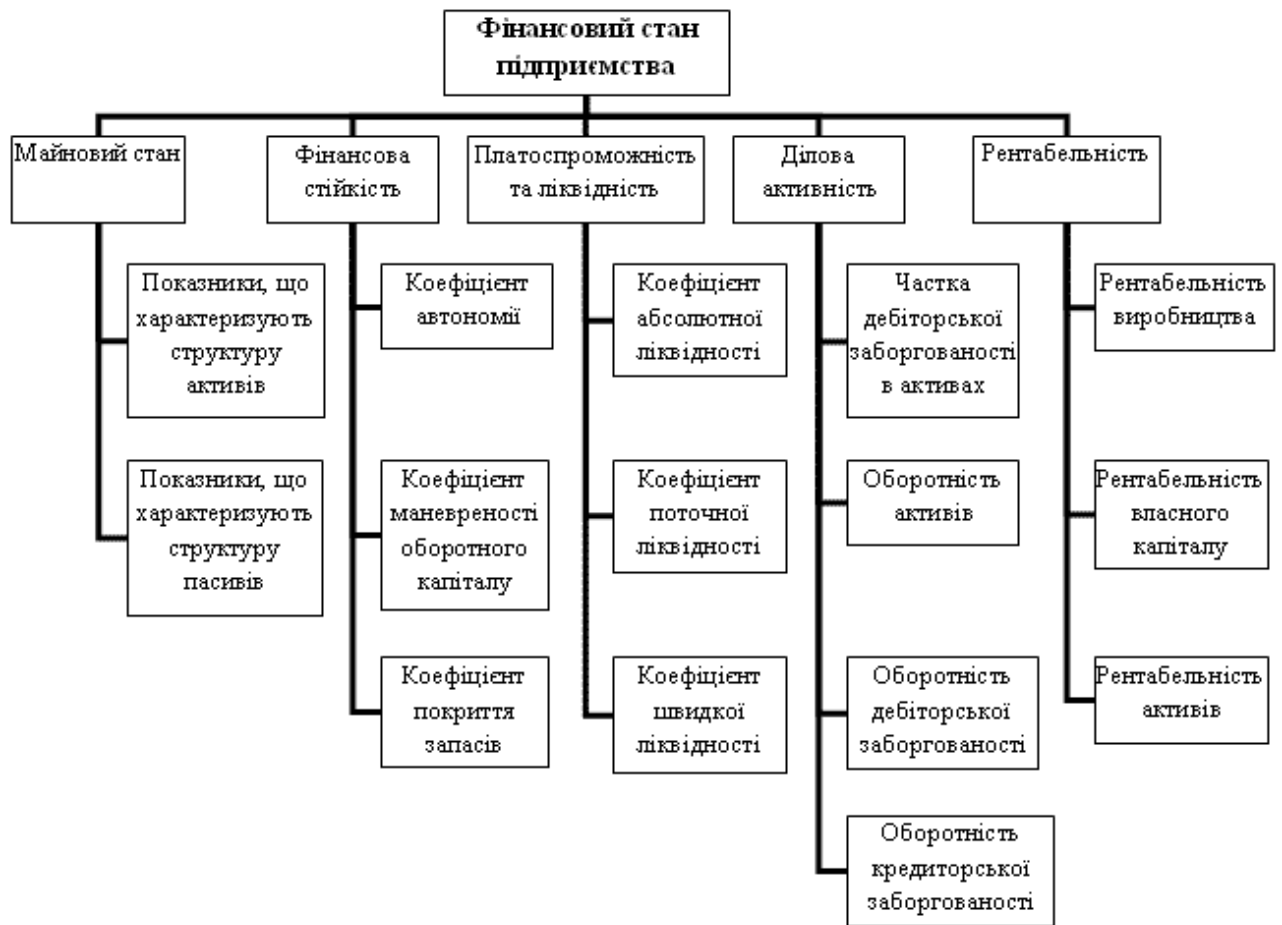 Фінансовий стан
підприємства
Майновий стан
Фінансова
стійкість
Платоспроможність
та ліквідність
Ділова
активність
Рентабельність
Показники, що
характеризують
структуру
активів
Показники, що
характеризують
структуру
пасивів
Коефіцієнт
автономії
Коефіцієнт
маневреності
оборотного
капіталу
Коефіцієнт
покриття
запасів
Коефіцієнт
абсолютної
ліквідності
Коефіцієнт
поточної
ліквідності
Коефіцієнт
швидкої
ліквідності
Частка
дебіторської
заборгованості
в активах
Оборотність
активів
Оборотність
дебіторської
заборгованості
Оборотність
кредиторської
заборгованості
Рентабельність
виробництва
Рентабельність
власного
капіталу
Рентабельність
активів